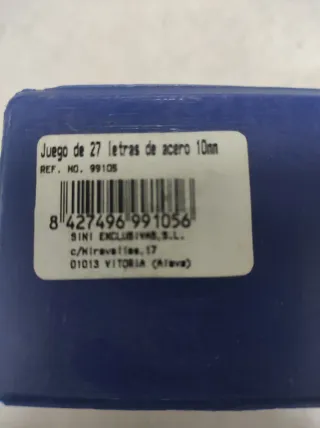 Juego de 27 letras de acero 10mm
REF. NO. 99105
8 427496 991056
SINI EXCLUSIVAS,S.L.
c/Miravalles,17
01013 VITORIA (Alava)